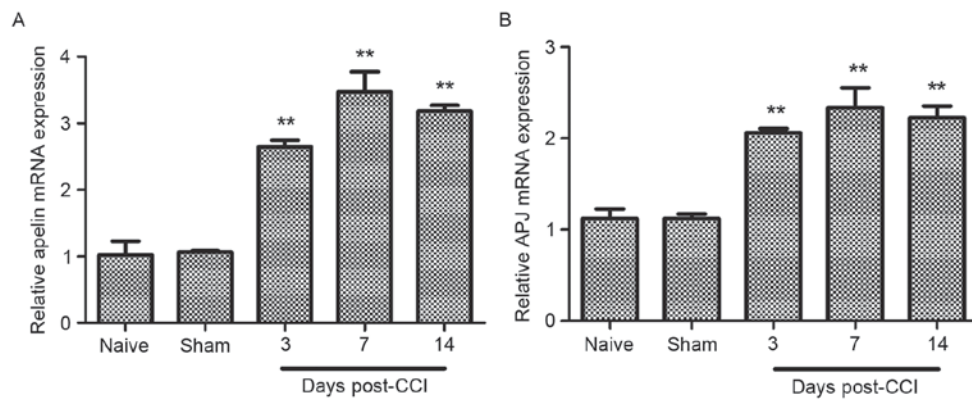 A
Relative apelin mRNA expression
4
3
2
1
0
**
**
**
Naive Sham 3 7 14
Days post-CCI
B
Relative APJ mRNA expression
3
2
1
0
**
**
**
Naive Sham 3 7 14
Days post-CCI